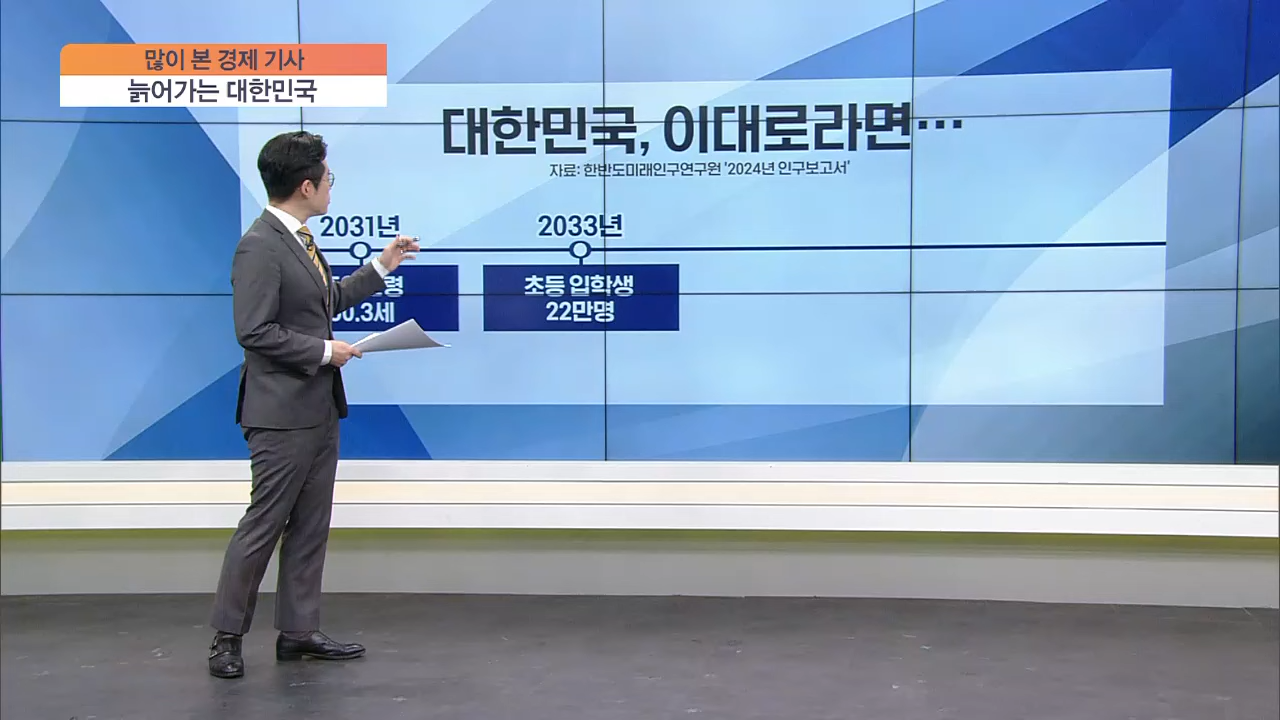 많이 본 경제 기사
늙어가는 대한민국
대한민국, 이대로라면…
자료: 한반도미래인구연구원 '2024년 인구보고서'
2031년
2033년
초등 입학생
22만명